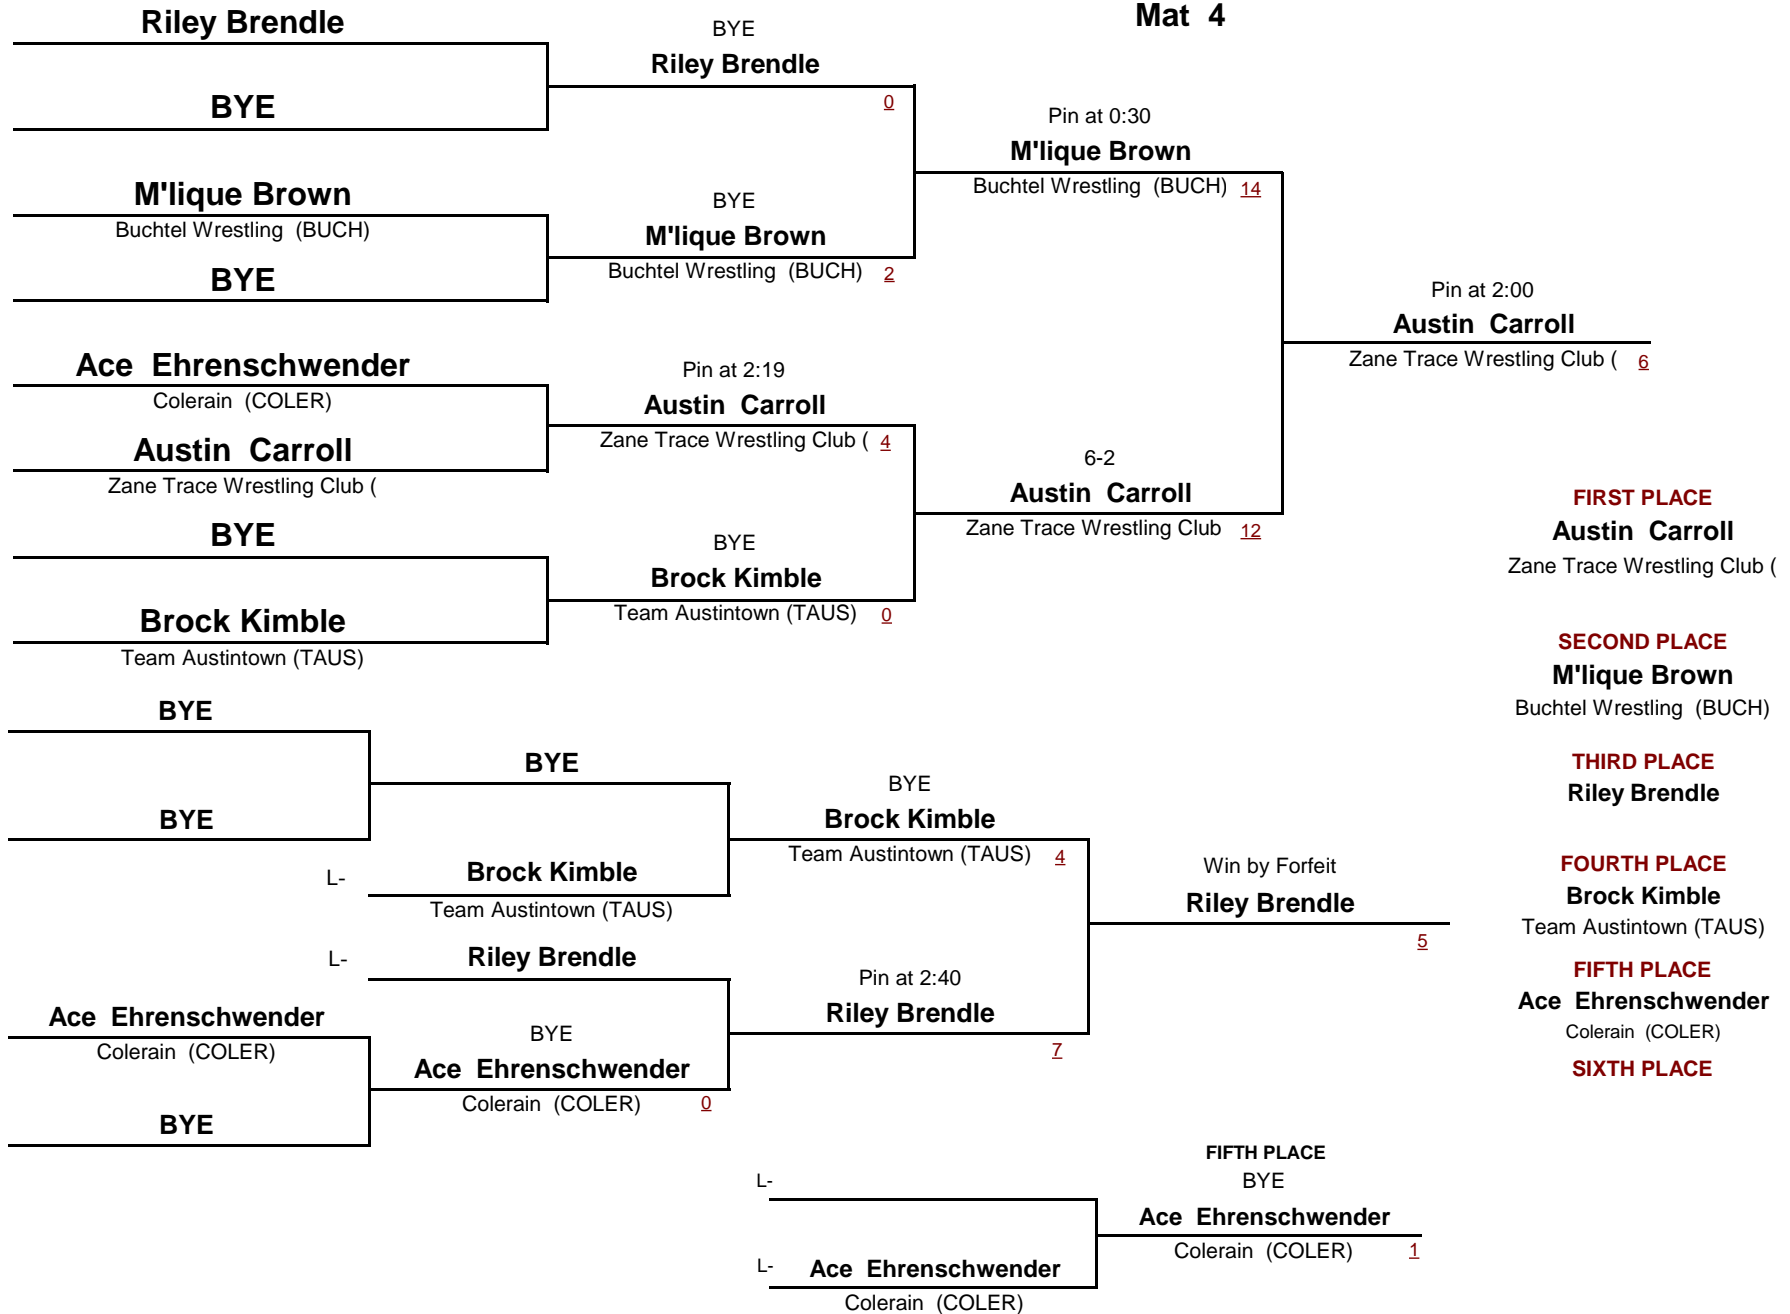 Mat 4
Riley Brendle
BYE
BYE
Riley Brendle
0
M'lique Brown
Buchtel Wrestling (BUCH)
BYE
BYE
M'lique Brown
Buchtel Wrestling (BUCH) 2
Pin at 0:30
M'lique Brown
Buchtel Wrestling (BUCH) 14
Ace Ehrenschwender
Colerain (COLER)
Austin Carroll
Zane Trace Wrestling Club (
Pin at 2:19
Austin Carroll
Zane Trace Wrestling Club ( 4
BYE
Brock Kimble
Team Austintown (TAUS)
BYE
Brock Kimble
Team Austintown (TAUS) 0
6-2
Austin Carroll
Zane Trace Wrestling Club 12
Pin at 2:00
Austin Carroll
Zane Trace Wrestling Club ( 6
FIRST PLACE
Austin Carroll
Zane Trace Wrestling Club (
SECOND PLACE
M'lique Brown
Buchtel Wrestling (BUCH)
THIRD PLACE
Riley Brendle
FOURTH PLACE
Brock Kimble
Team Austintown (TAUS)
FIFTH PLACE
Ace Ehrenschwender
Colerain (COLER)
SIXTH PLACE
BYE
BYE
BYE
L- Brock Kimble
Team Austintown (TAUS)
BYE
Brock Kimble
Team Austintown (TAUS) 4
L- Riley Brendle
Ace Ehrenschwender
Colerain (COLER)
BYE
BYE
Ace Ehrenschwender
Colerain (COLER) 0
Pin at 2:40
Riley Brendle
7
Win by Forfeit
Riley Brendle
5
FIFTH PLACE
L-
BYE
Ace Ehrenschwender
Colerain (COLER) 1
L- Ace Ehrenschwender
Colerain (COLER)